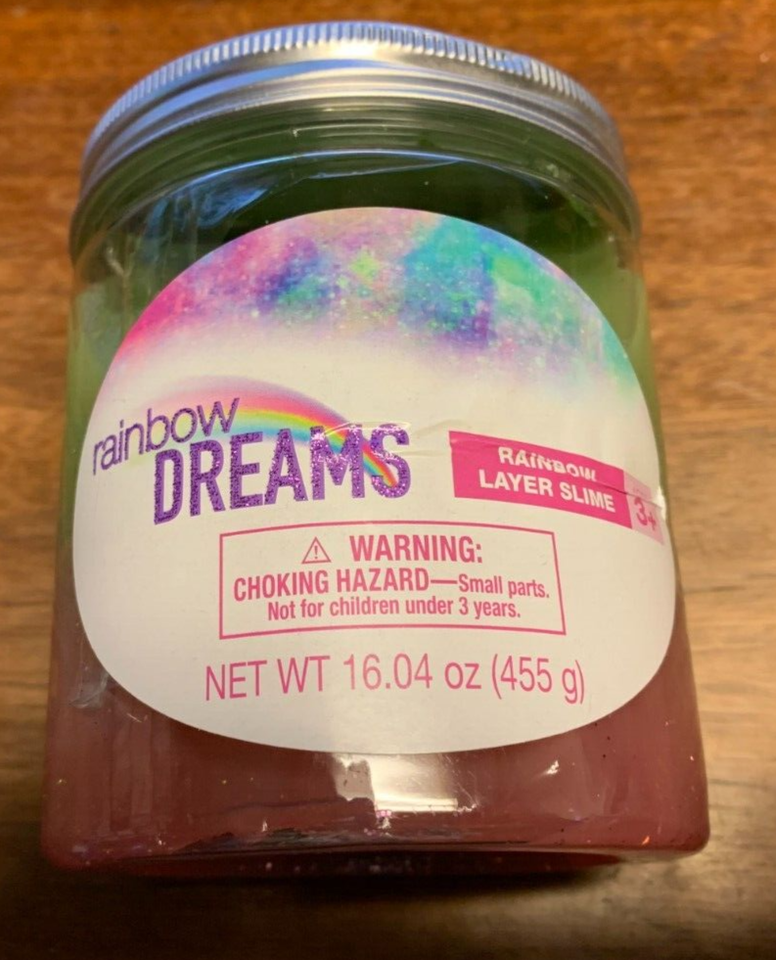 rainbow
DREAMS
RAINBOW
LAYER SLIME
3+
WARNING:
CHOKING HAZARD—Small parts.
Not for children under 3 years.
NET WT 16.04 oz (455 g)